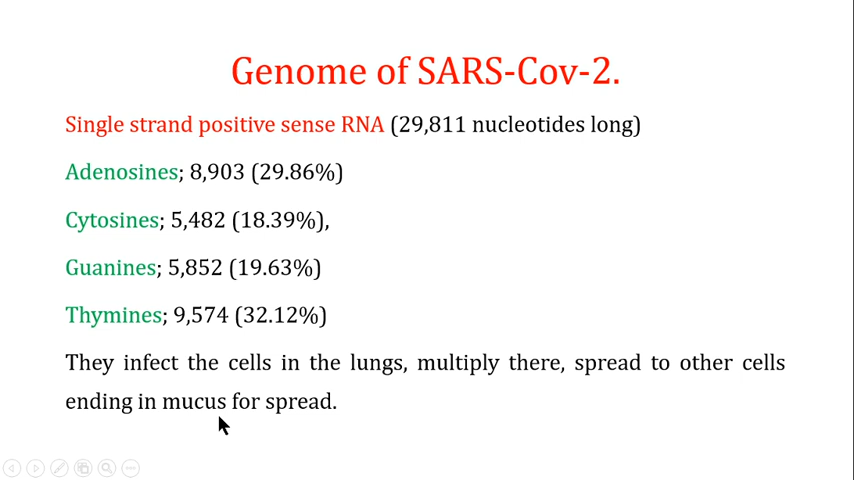 Genome of SARS-Cov-2.
Single strand positive sense RNA (29,811 nucleotides long)
Adenosines; 8,903 (29.86%)
Cytosines; 5,482 (18.39%),
Guanines; 5,852 (19.63%)
Thymines; 9,574 (32.12%)
They infect the cells in the lungs, multiply there, spread to other cells
ending in mucus for spread.